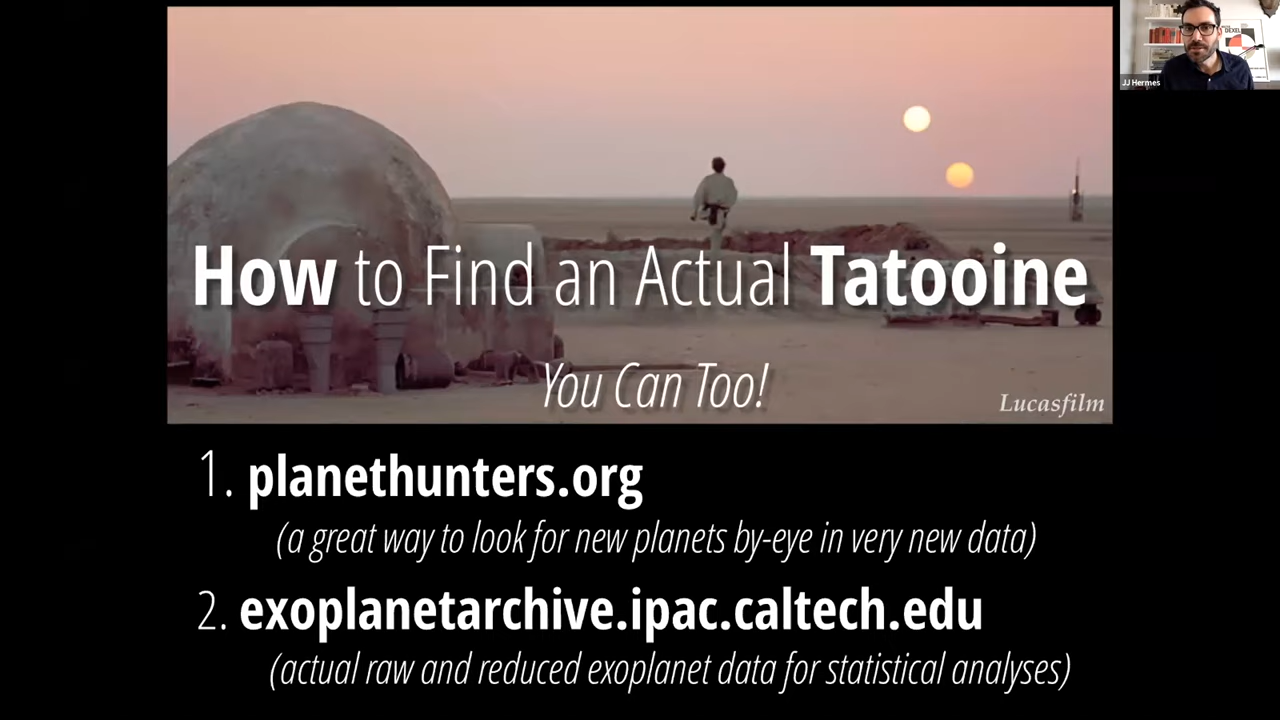 How to Find an Actual Tatooine
You Can Too!
Lucasfilm
JJ Hermes
1. planethunters.org
(a great way to look for new planets by-eye in very new data)
2. exoplanetarchive.ipac.caltech.edu
(actual raw and reduced exoplanet data for statistical analyses)